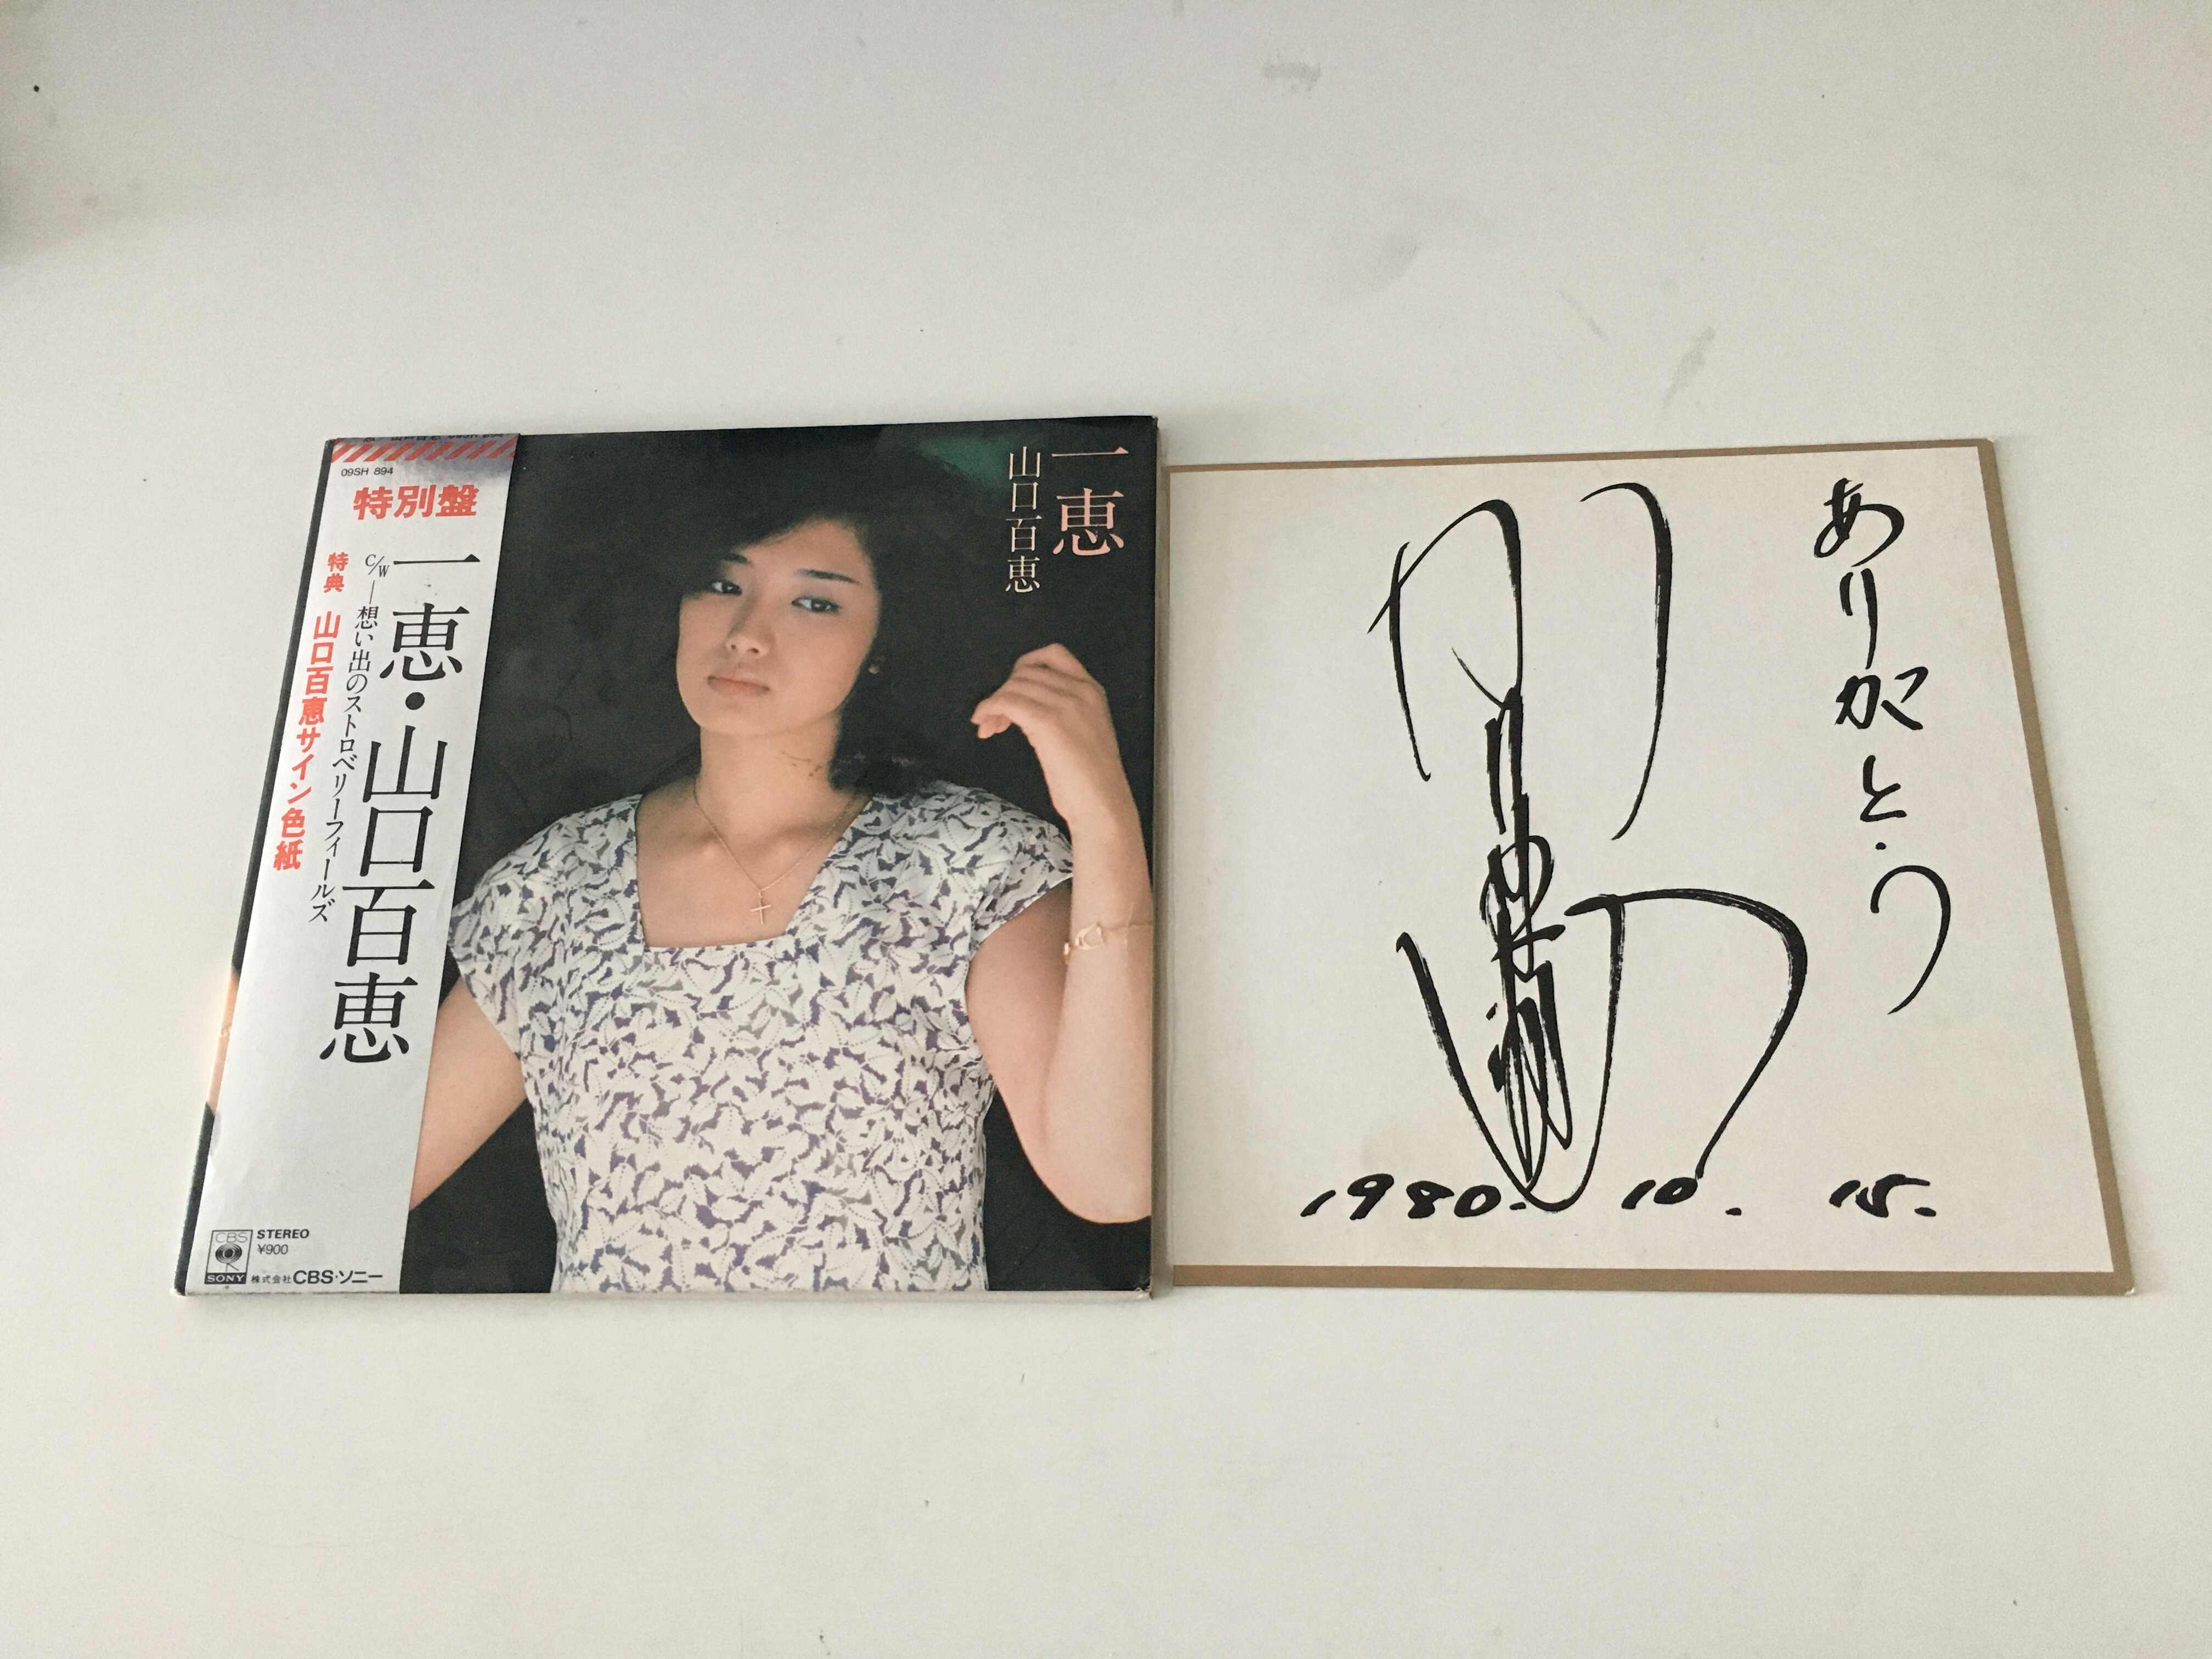 09SH 894
特別盤
一恵・山口百恵
C/W―想い出のストロベリーフィールズ
特典 山口百恵サイン色紙
CBS
SONY
STEREO
¥900
株式会社CBS・ソニー
一恵
山口百恵
ありがとう
1980. 10. 15.